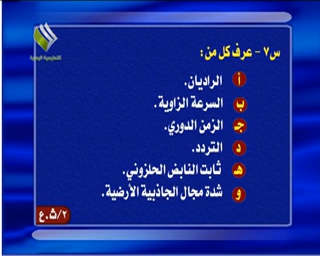 س٧ - عرف كل من:
أ الراديان.
ب السرعة الزاوية.
جـ الزمن الدوري.
د التردد.
هـ ثابت النابض الحلزوني.
و شدة مجال الجاذبية الأرضية.
٥/٢.ع